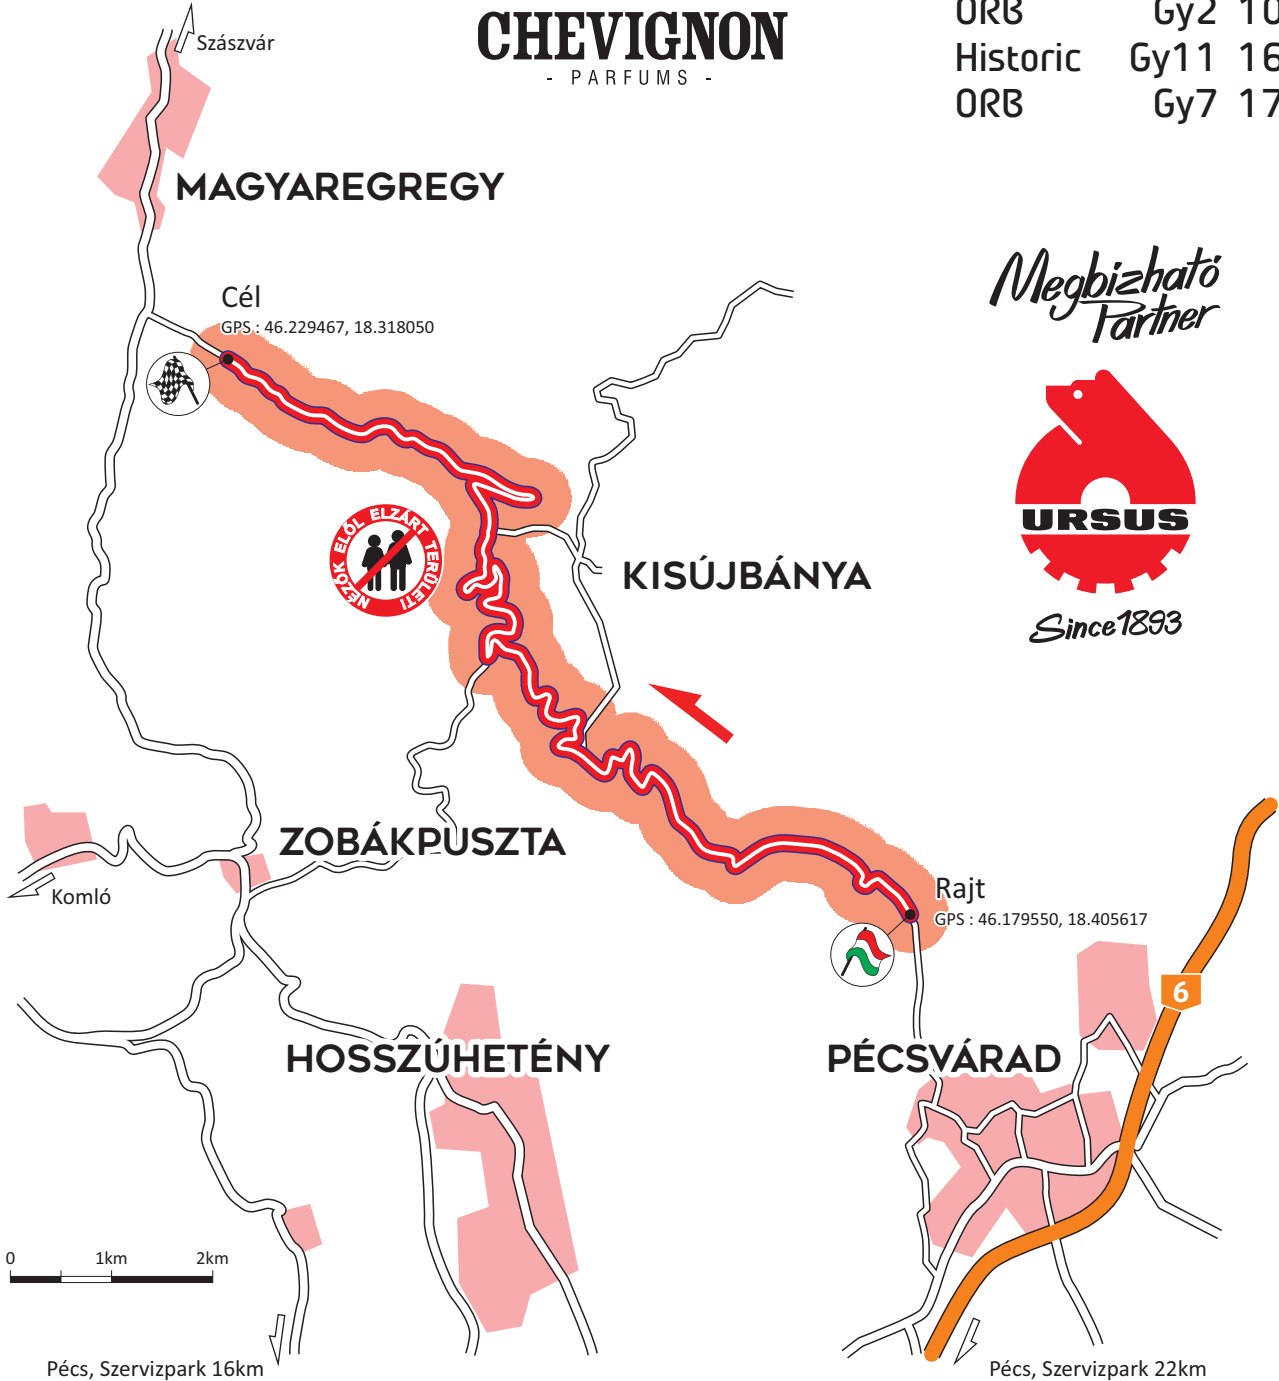 CHEVIGNON
- PARFUMS -
ORB Gy2 10
Historic Gy11 16
ORB Gy7 17
Szászvár
MAGYAREGREGY
Cél
GPS : 46.229467, 18.318050
Megbízható
Partner
URSUS
Since 1893
NÉZŐK ELŐL ELZÁRT TERÜLET!
KISÚJBÁNYA
ZOBÁKPUSZTA
Komló
Rajt
GPS : 46.179550, 18.405617
6
HOSSZÚHETÉNY
PÉCSVÁRAD
0 1km 2km
Pécs, Szervizpark 16km
Pécs, Szervizpark 22km